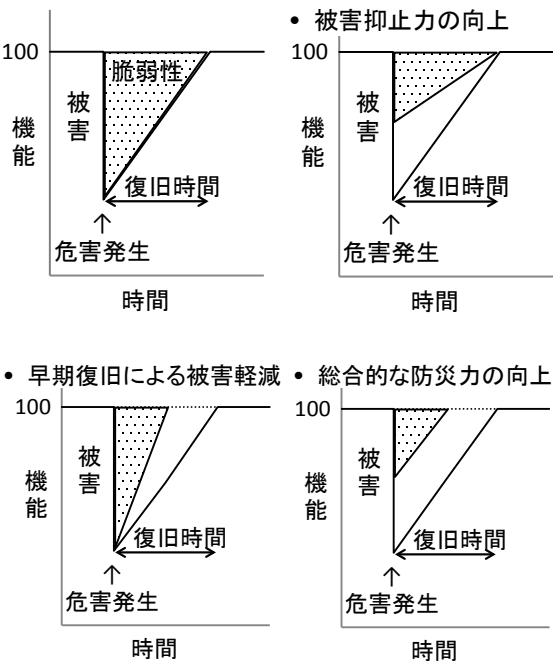 100
脆弱性
被害
機能
復旧時間
↑
危害発生
時間
• 被害抑止力の向上
100
被害
機能
復旧時間
↑
危害発生
時間
• 早期復旧による被害軽減
100
被害
機能
復旧時間
↑
危害発生
時間
• 総合的な防災力の向上
100
被害
機能
復旧時間
↑
危害発生
時間